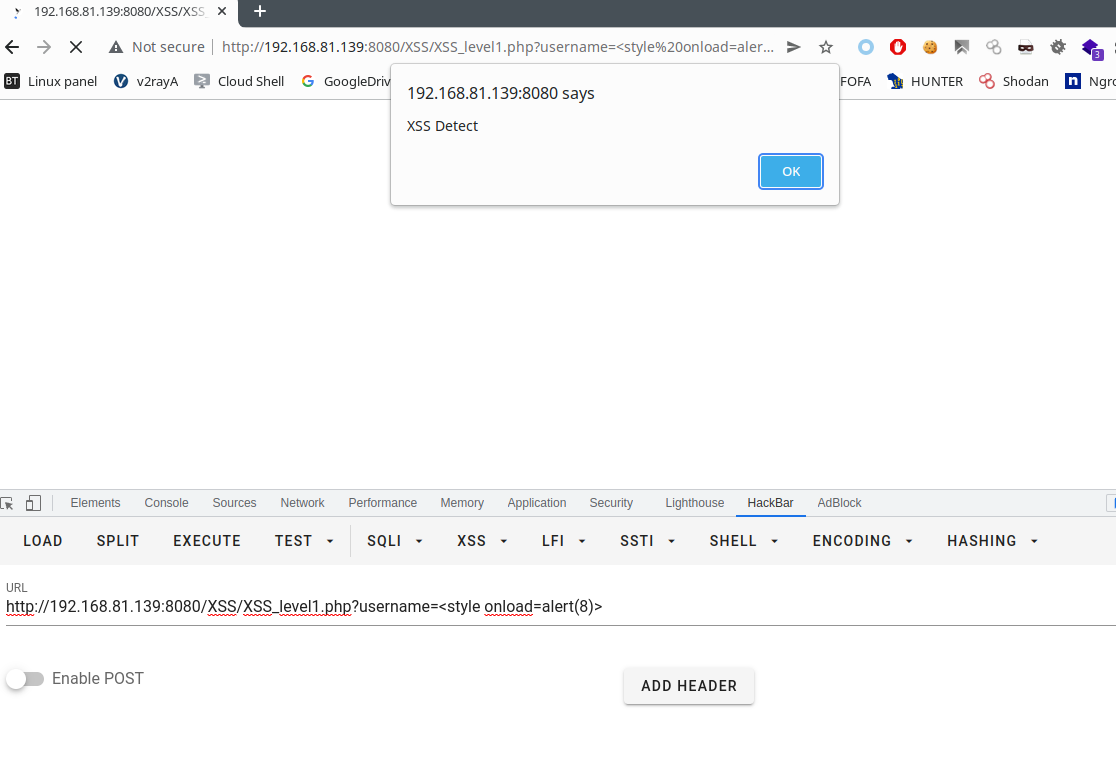 192.168.81.139:8080/XSS/XSS_
Not secure
http://192.168.81.139:8080/XSS/XSS_level1.php?username=<style%20onload=aler...
3
BT Linux panel
V v2rayA
Cloud Shell
GoogleDriv
FOFA
HUNTER
Shodan
n Ngro
192.168.81.139:8080 says
XSS Detect
OK
Elements Console Sources Network Performance Memory Application Security Lighthouse HackBar AdBlock
LOAD SPLIT EXECUTE TEST SQLI XSS LFI SSTI SHELL ENCODING HASHING
URL
http://192.168.81.139:8080/XSS/XSS_level1.php?username=<style onload=alert(8)>
Enable POST
ADD HEADER